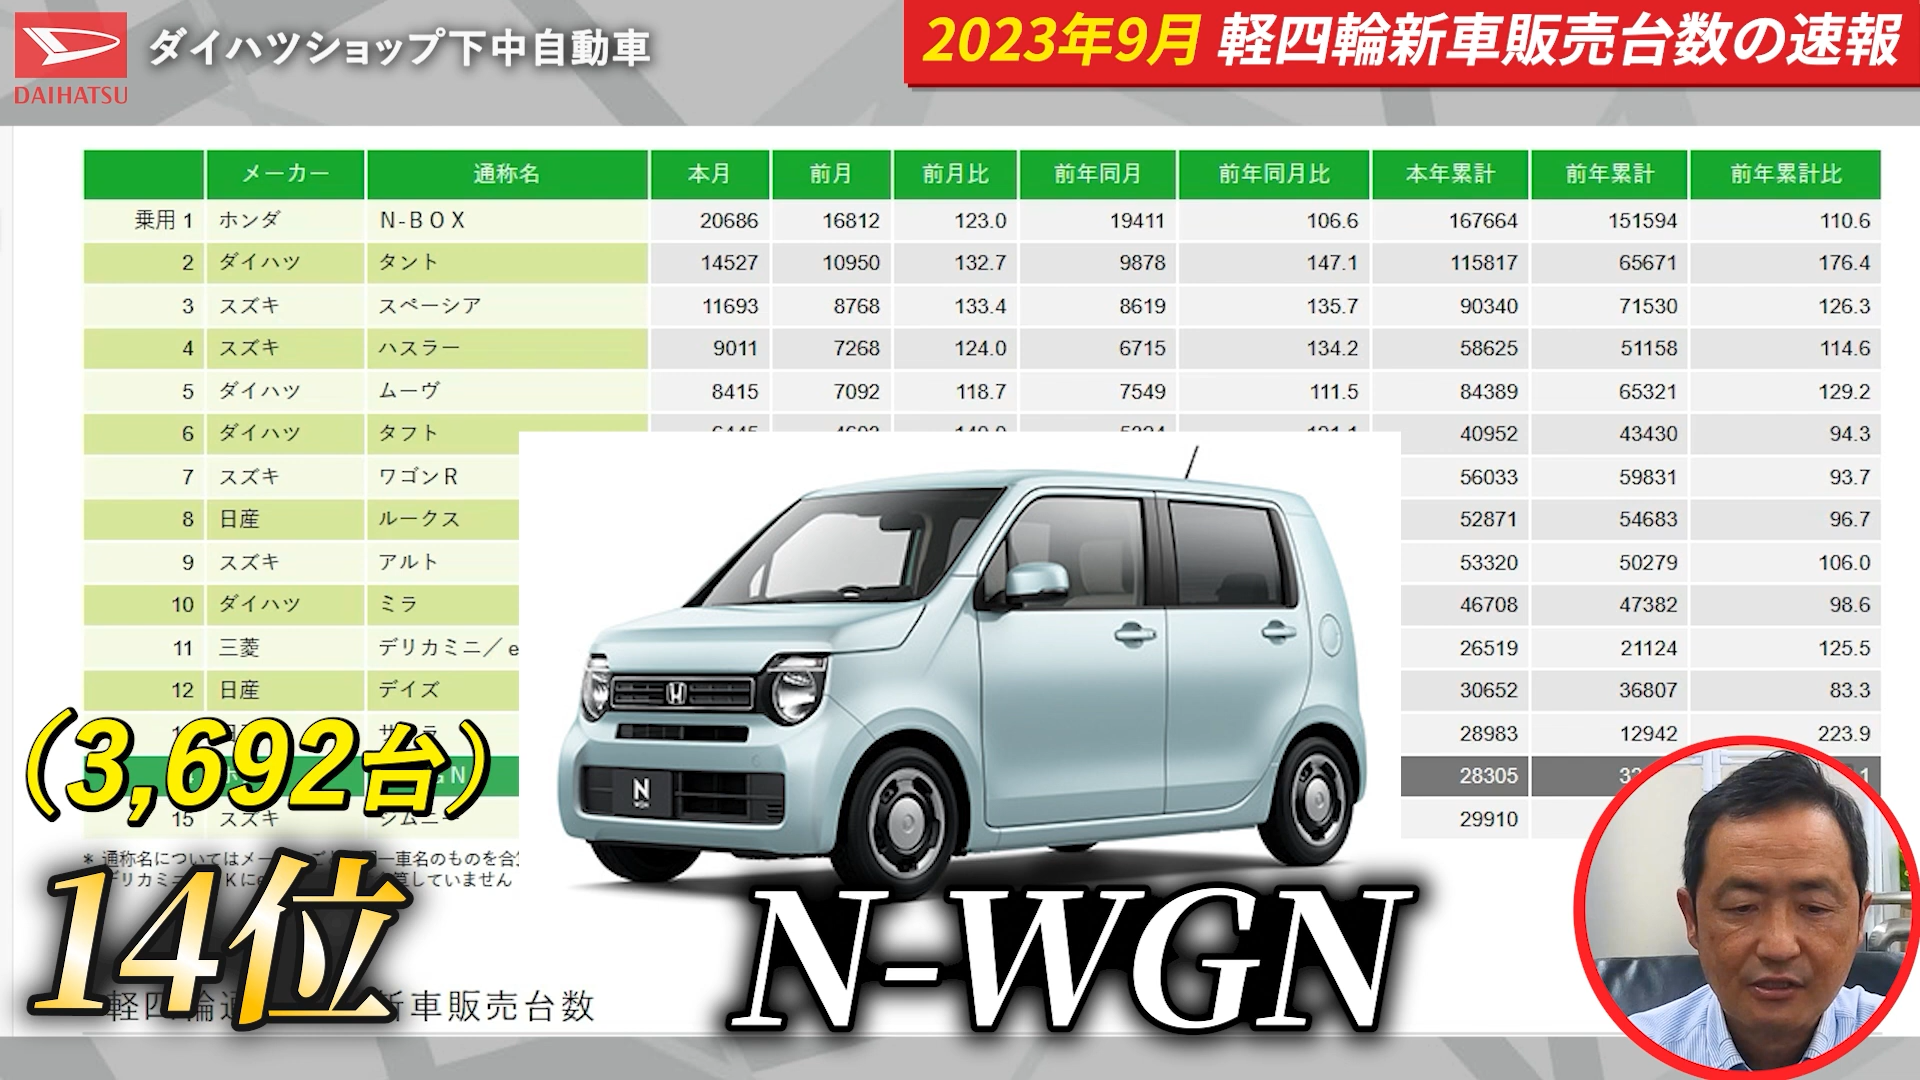 DAIHATSU
ダイハツショップ下中自動車
2023年9月 軽四輪新車販売台数の速報
メーカー 通称名 本月 前月 前月比 前年同月 前年同月比 本年累計 前年累計 前年累計比
乗用 1 ホンダ N-BOX 20686 16812 123.0 19411 106.6 167664 151594 110.6
2 ダイハツ タント 14527 10950 132.7 9878 147.1 115817 65671 176.4
3 スズキ スペーシア 11693 8768 133.4 8619 135.7 90340 71530 126.3
4 スズキ ハスラー 9011 7268 124.0 6715 134.2 58625 51158 114.6
5 ダイハツ ムーヴ 8415 7092 118.7 7549 111.5 84389 65321 129.2
6 ダイハツ タフト 40952 43430 94.3
7 スズキ ワゴンR 56033 59831 93.7
8 日産 ルークス 52871 54683 96.7
9 スズキ アルト 53320 50279 106.0
10 ダイハツ ミラ 46708 47382 98.6
11 三菱 デリカミニ／e 26519 21124 125.5
12 日産 デイズ 30652 36807 83.3
28983 12942 223.9
28305
15 スズキ 29910
(3,692台)
14位
N
WGN
N-WGN
* 通称名については
していません
新車販売台数